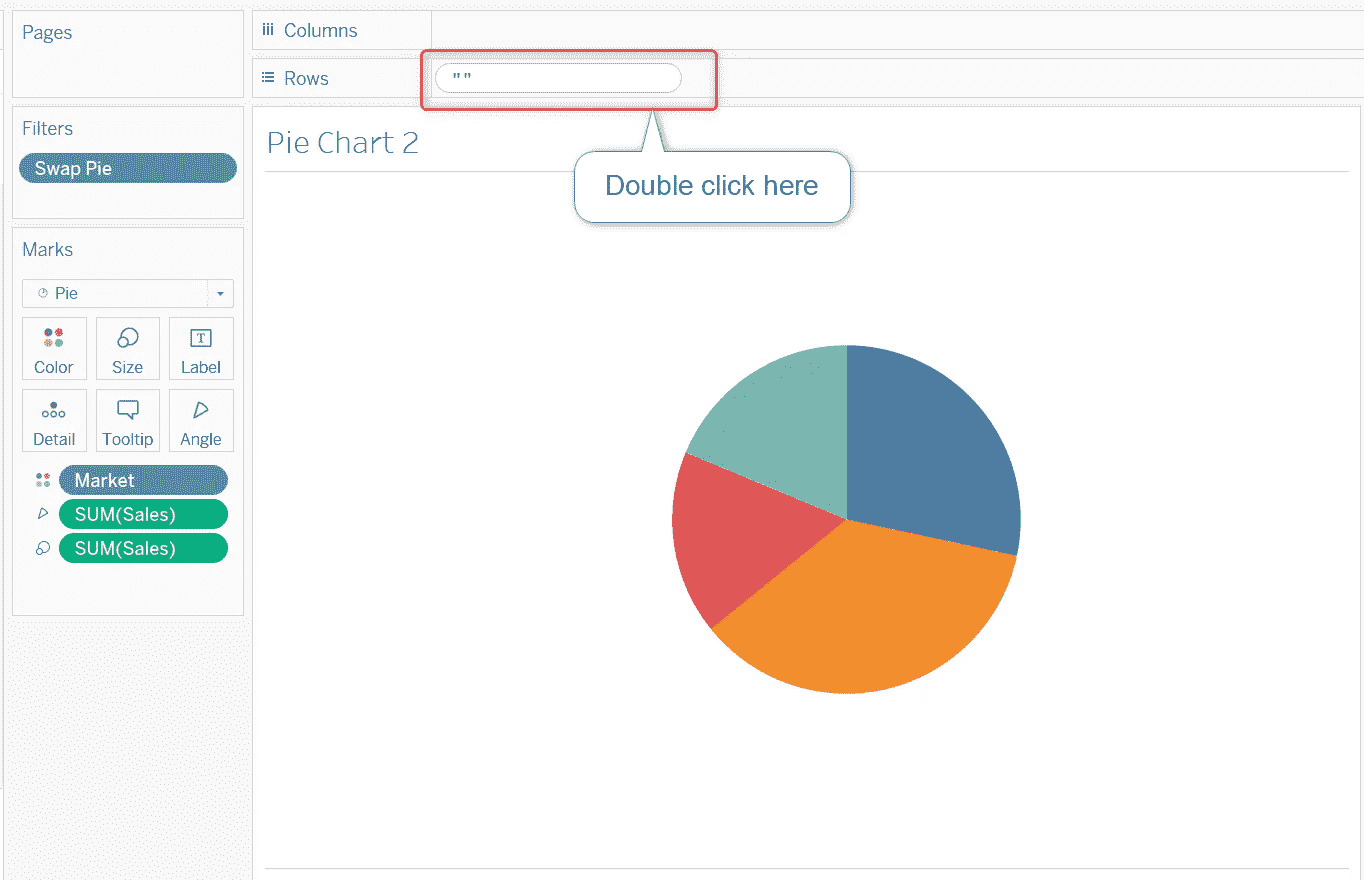 Pages
Columns
Rows
""
Filters
Swap Pie
Pie Chart 2
Double click here
Marks
Pie
Color
Size
T
Label
Detail
Tooltip
Angle
Market
SUM(Sales)
SUM(Sales)